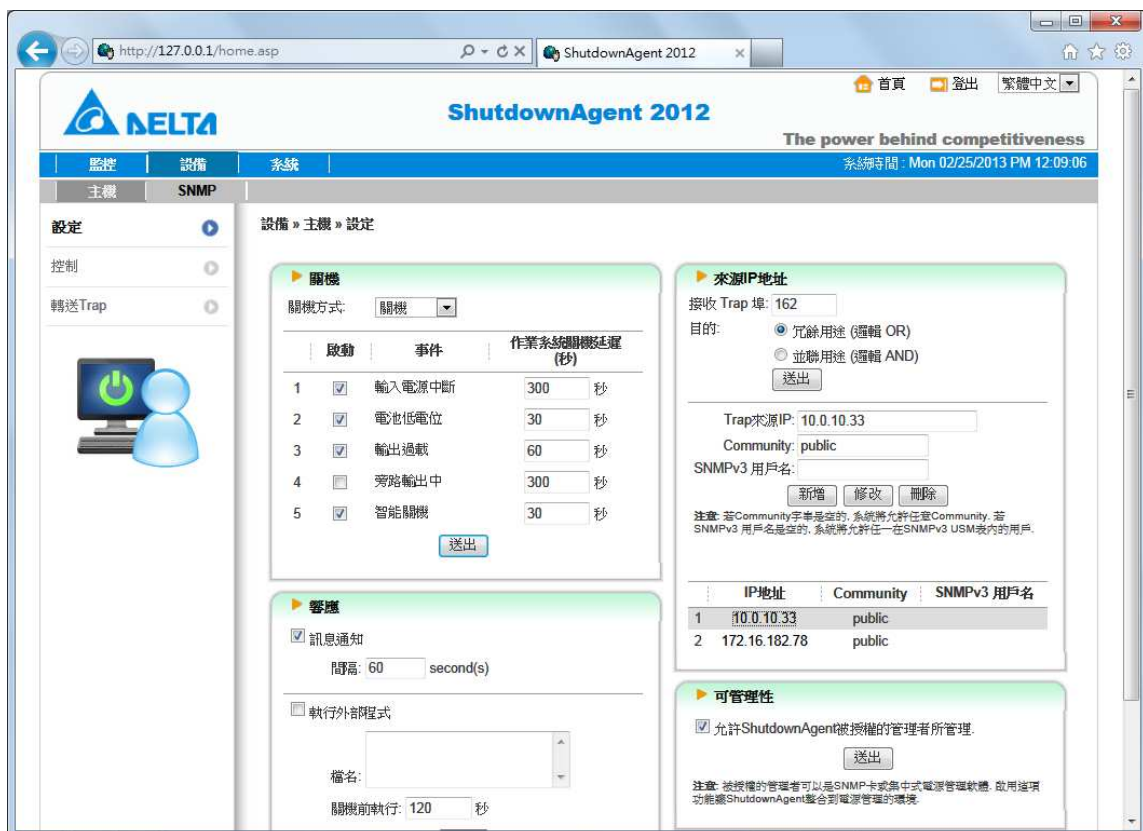 http://127.0.0.1/home.asp
ShutdownAgent 2012
首頁 登出 繁體中文
DELTA
ShutdownAgent 2012
The power behind competitiveness
監控 設備 系統
系統時間 : Mon 02/25/2013 PM 12:09:06
主機 SNMP
設定
控制
轉送Trap
設備 » 主機 » 設定
關機
關機方式: 關機
啟動 事件 作業系統關機延遲 (秒)
1 輸入電源中斷 300 秒
2 電池低電位 30 秒
3 輸出過載 60 秒
4 旁路輸出中 300 秒
5 智能關機 30 秒
送出
響應
訊息通知
間隔: 60 second(s)
執行外部程式
檔名:
關機前執行: 120 秒
來源IP地址
接收 Trap 埠: 162
目的: 冗餘用途 (邏輯 OR)
並聯用途 (邏輯 AND)
送出
Trap來源IP: 10.0.10.33
Community: public
SNMPv3 用戶名:
新增 修改 刪除
注意: 若Community字串是空的, 系統將允許任意Community. 若
SNMPv3 用戶名是空的, 系統將允許任一在SNMPv3 USM表內的用戶.
IP地址 Community SNMPv3 用戶名
1 10.0.10.33 public
2 172.16.182.78 public
可管理性
允許ShutdownAgent被授權的管理者所管理.
送出
注意: 被授權的管理者可以是SNMP卡或集中式電源管理軟體. 啟用這項
功能讓ShutdownAgent整合到電源管理的環境.